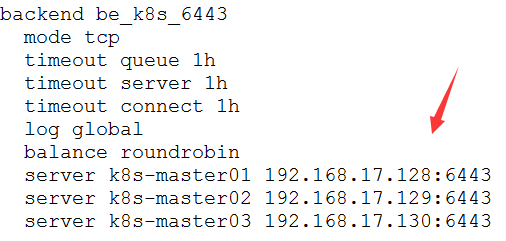 backend be_k8s_6443
mode tcp
timeout queue 1h
timeout server 1h
timeout connect 1h
log global
balance roundrobin
server k8s-master01 192.168.17.128:6443
server k8s-master02 192.168.17.129:6443
server k8s-master03 192.168.17.130:6443